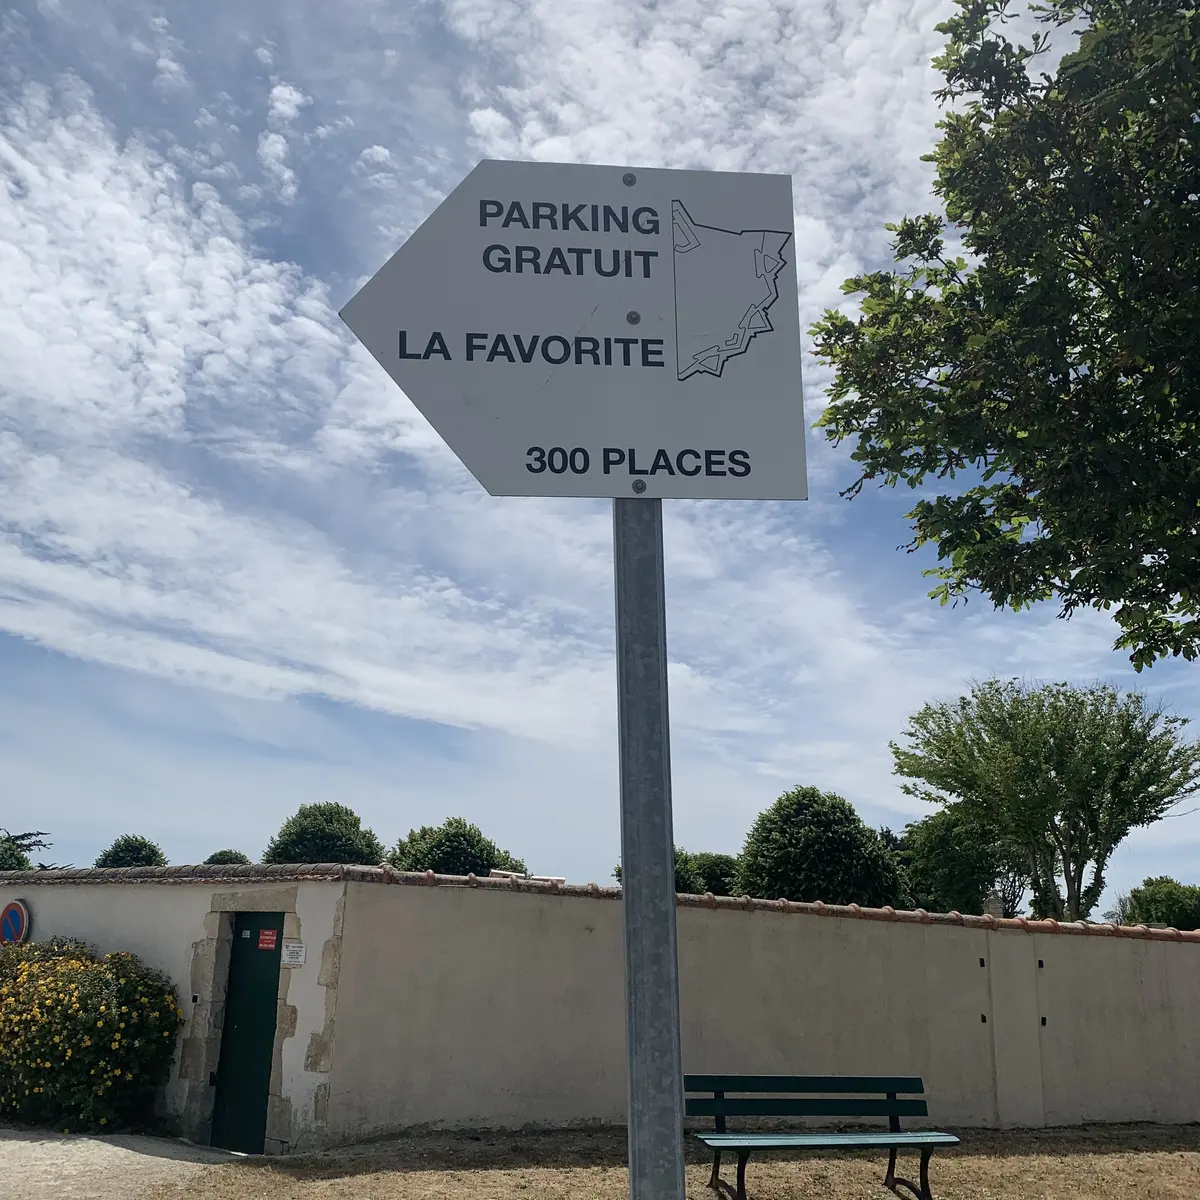 PARKING
GRATUIT
LA FAVORITE
300 PLACES